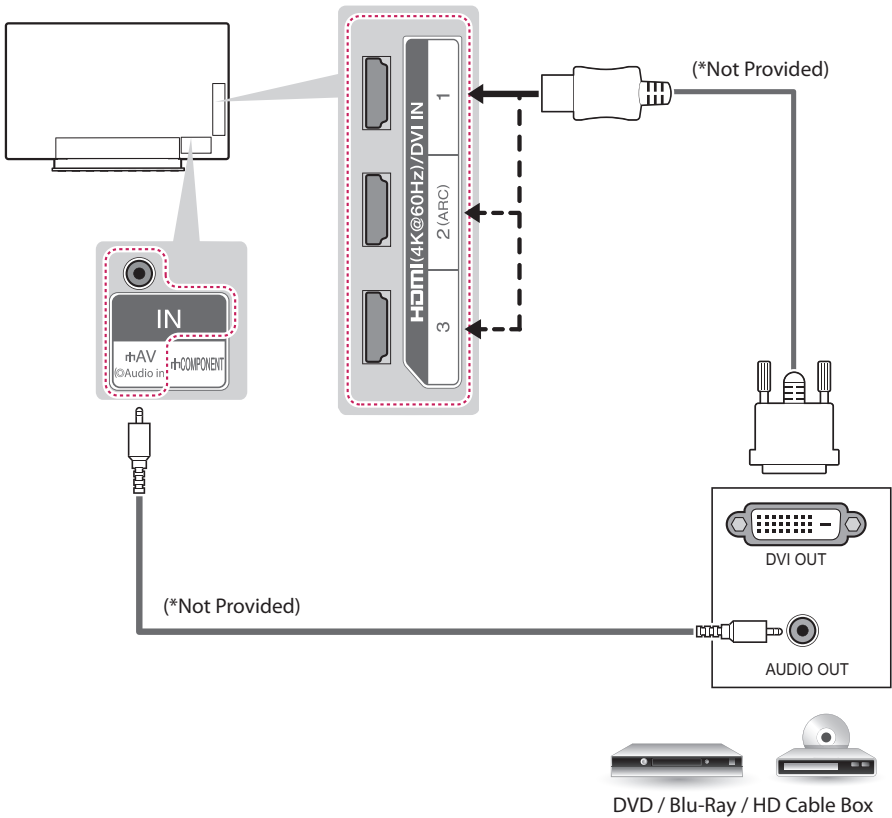 (*Not Provided)
HDMI(4K@60Hz)/DVI IN
1
2(ARC)
3
IN
AV
Audio in
COMPONENT
DVI OUT
(*Not Provided)
AUDIO OUT
DVD / Blu-Ray / HD Cable Box